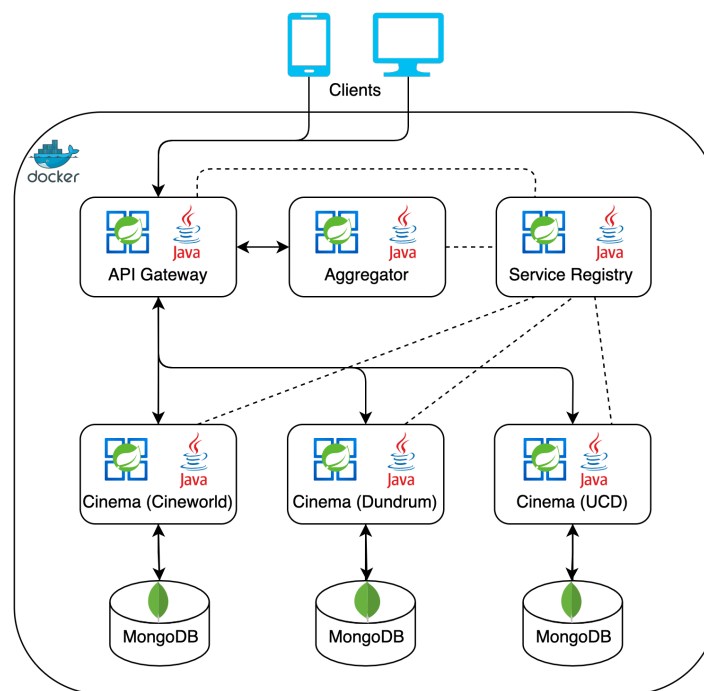 Clients
docker
Java
Java
Java
API Gateway
Aggregator
Service Registry
Java
Java
Java
Cinema (Cineworld)
Cinema (Dundrum)
Cinema (UCD)
MongoDB
MongoDB
MongoDB